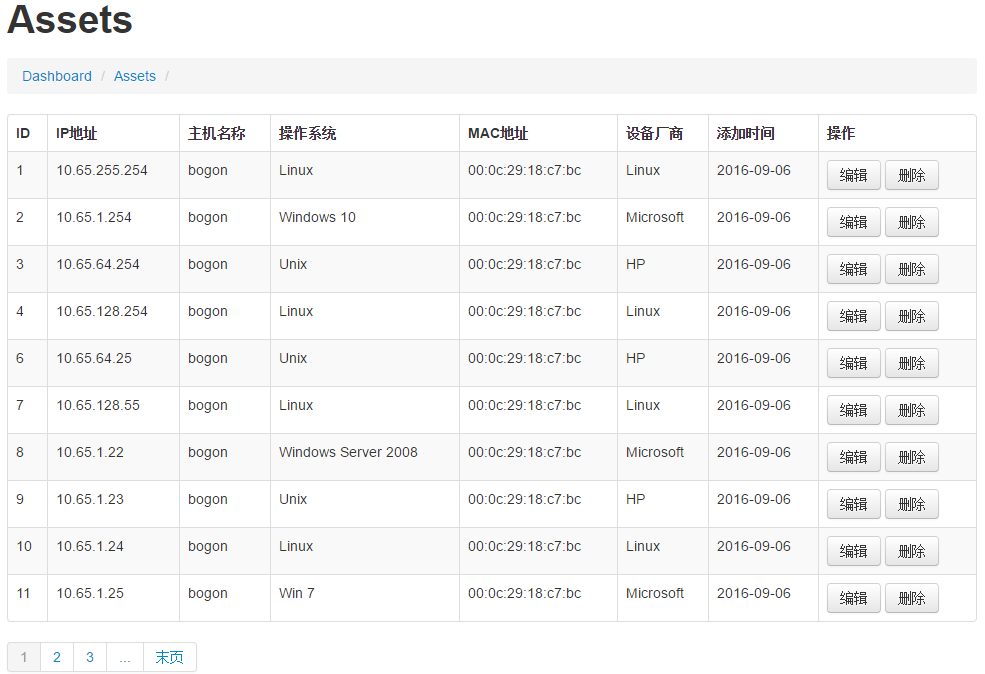 Assets
Dashboard / Assets /
ID IP地址 主机名称 操作系统 MAC地址 设备厂商 添加时间 操作
1 10.65.255.254 bogon Linux 00:0c:29:18:c7:bc Linux 2016-09-06 编辑 删除
2 10.65.1.254 bogon Windows 10 00:0c:29:18:c7:bc Microsoft 2016-09-06 编辑 删除
3 10.65.64.254 bogon Unix 00:0c:29:18:c7:bc HP 2016-09-06 编辑 删除
4 10.65.128.254 bogon Linux 00:0c:29:18:c7:bc Linux 2016-09-06 编辑 删除
6 10.65.64.25 bogon Unix 00:0c:29:18:c7:bc HP 2016-09-06 编辑 删除
7 10.65.128.55 bogon Linux 00:0c:29:18:c7:bc Linux 2016-09-06 编辑 删除
8 10.65.1.22 bogon Windows Server 2008 00:0c:29:18:c7:bc Microsoft 2016-09-06 编辑 删除
9 10.65.1.23 bogon Unix 00:0c:29:18:c7:bc HP 2016-09-06 编辑 删除
10 10.65.1.24 bogon Linux 00:0c:29:18:c7:bc Linux 2016-09-06 编辑 删除
11 10.65.1.25 bogon Win 7 00:0c:29:18:c7:bc Microsoft 2016-09-06 编辑 删除
1 2 3 ... 末页